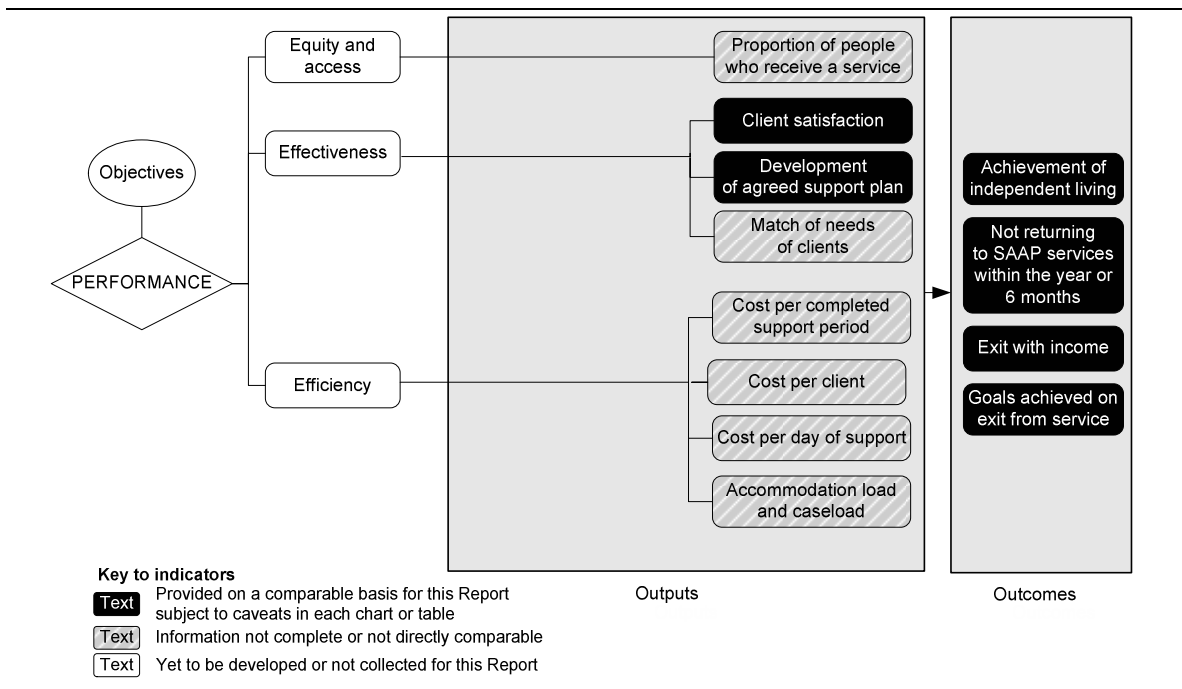 Objectives
PERFORMANCE
Equity and
access
Effectiveness
Efficiency
Proportion of people
who receive a service
Client satisfaction
Development
of agreed support plan
Match of needs
of clients
Cost per completed
support period
Cost per client
Cost per day of support
Accommodation load
and caseload
Achievement of
independent living
Not returning
to SAAP services
within the year or
6 months
Exit with income
Goals achieved on
exit from service
Outputs
Outcomes
Key to indicators
Text Provided on a comparable basis for this Report
subject to caveats in each chart or table
Text Information not complete or not directly comparable
Text Yet to be developed or not collected for this Report